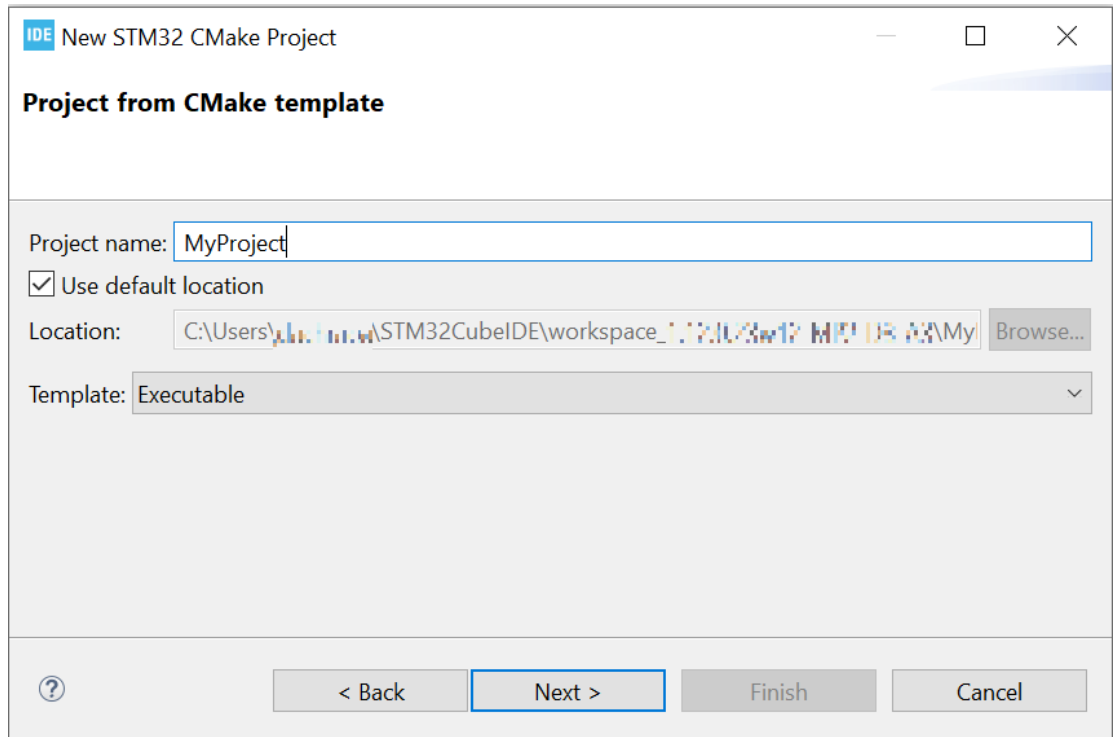 IDE New STM32 CMake Project
Project from CMake template
Project name: MyProject
Use default location
Location: C:\Users\ \STM32CubeIDE\workspace_ \My Browse...
Template: Executable
? < Back Next > Finish Cancel